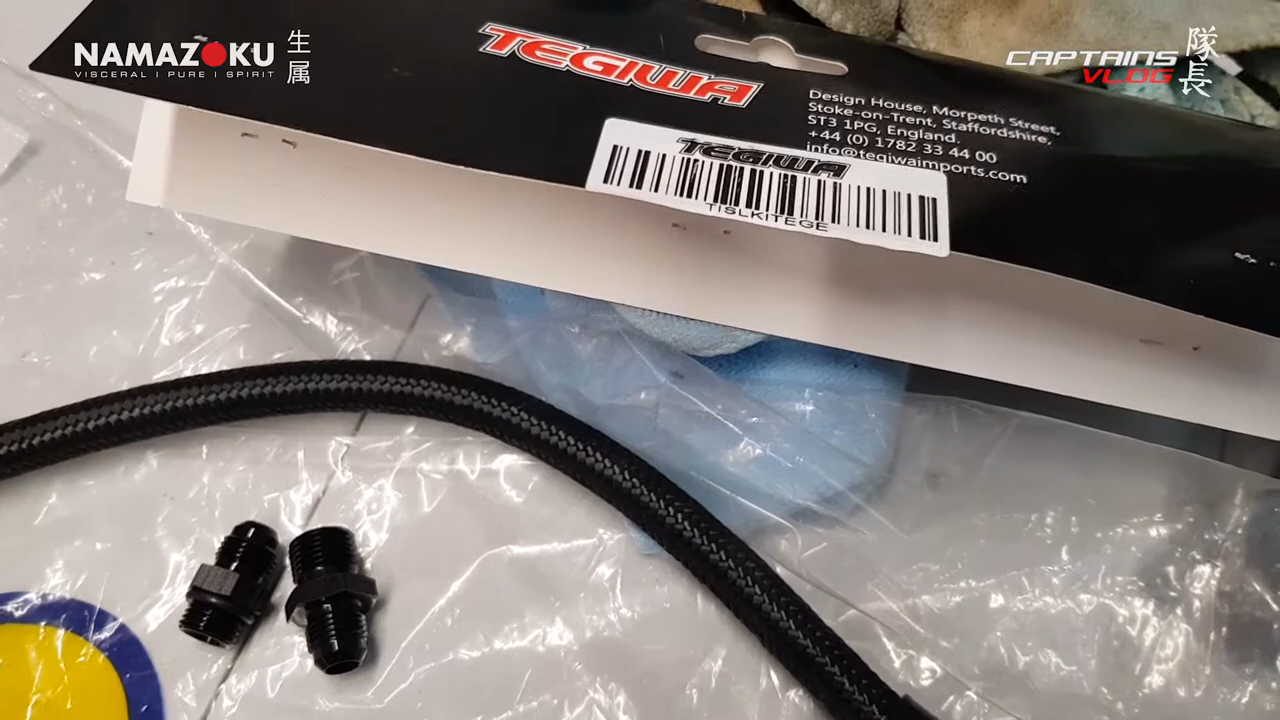 NAMAZOKU
VISCERAL | PURE | SPIRIT
生属
TEGIWA
CAPTAINS
VLOG
隊長
Design House, Morpeth Street,
Stoke-on-Trent, Staffordshire,
ST3 1PG, England.
+44 (0) 1782 33 44 00
info@tegiwaimports.com
TEGIWA
TISLKITEGE